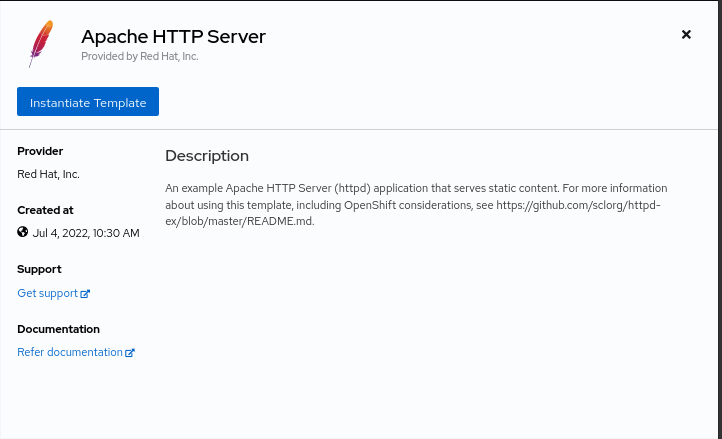 Apache HTTP Server
Provided by Red Hat, Inc.
Instantiate Template
Provider
Red Hat, Inc.
Created at
Jul 4, 2022, 10:30 AM
Support
Get support
Documentation
Refer documentation
Description
An example Apache HTTP Server (httpd) application that serves static content. For more information
about using this template, including OpenShift considerations, see https://github.com/sclorg/httpd-
ex/blob/master/README.md.